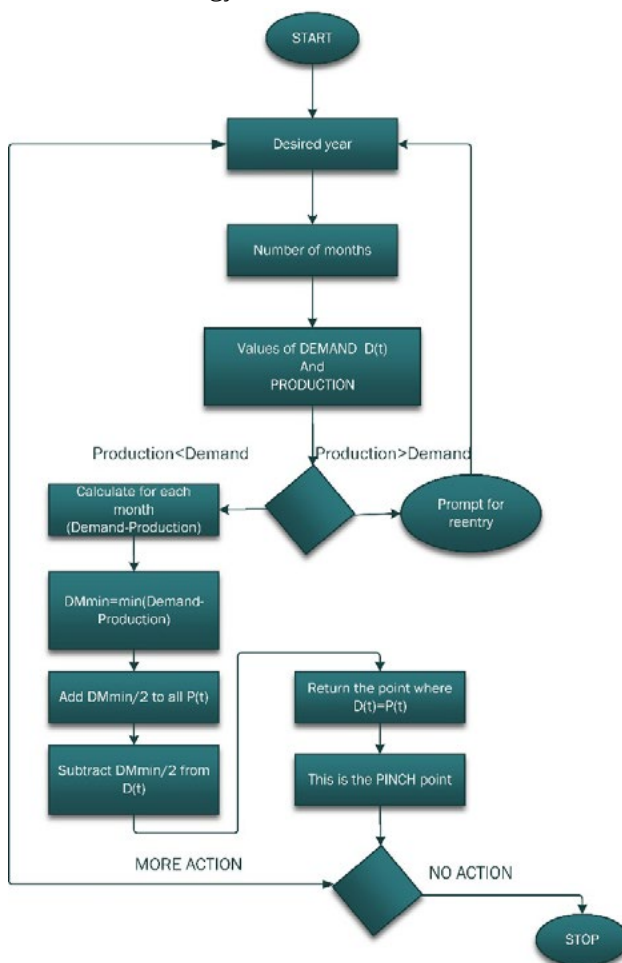 START
Desired year
Number of months
Values of DEMAND D(t)
And
PRODUCTION
Production<Demand
Production>Demand
Calculate for each
month
(Demand-Production)
Prompt for
reentry
DMmin=min(Demand-
Production)
Add DMmin/2 to all P(t)
Subtract DMmin/2 from
D(t)
Return the point where
D(t)=P(t)
This is the PINCH point
MORE ACTION
NO ACTION
STOP